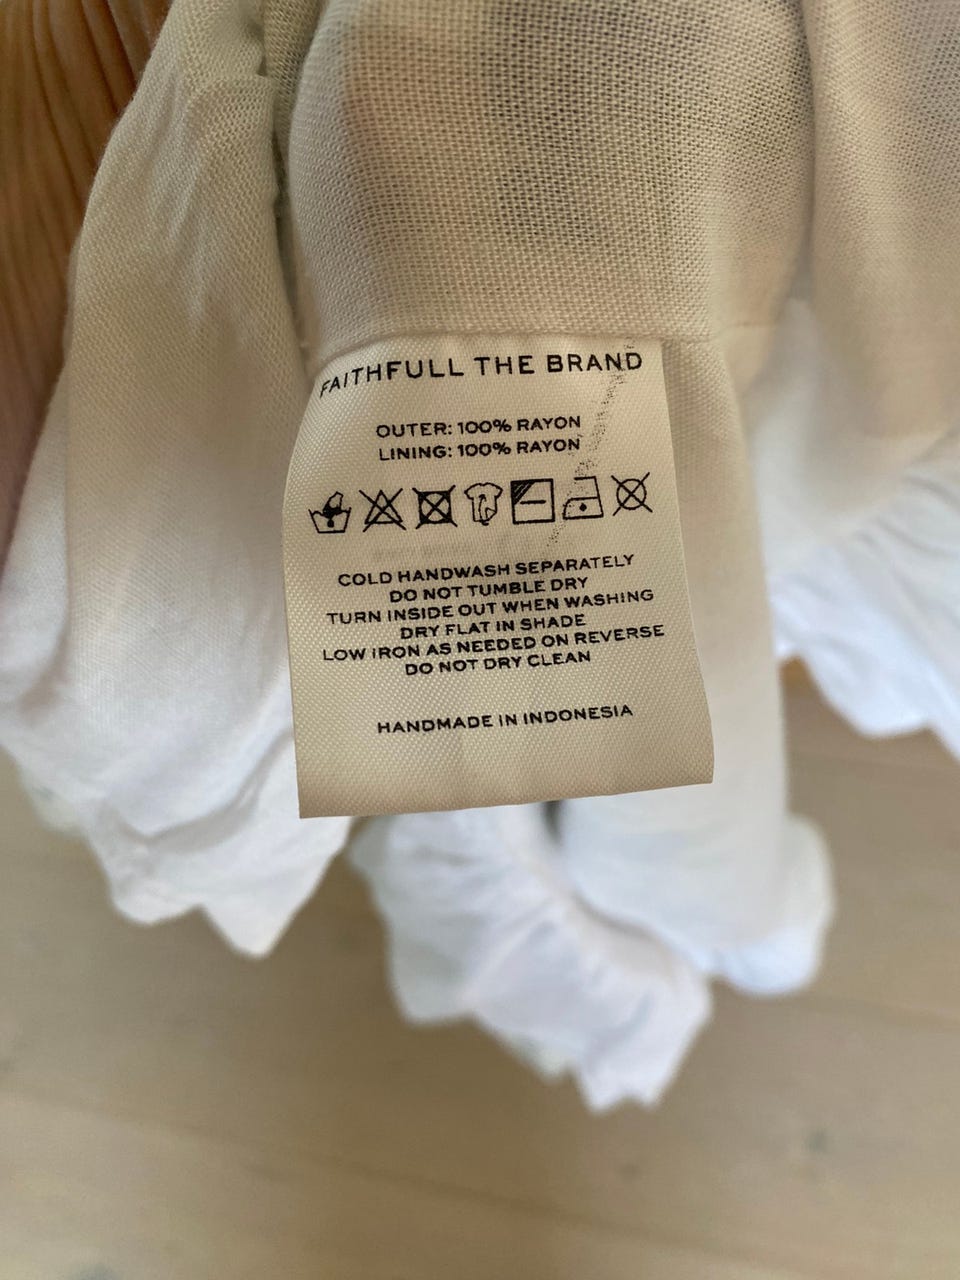 FAITHFULL THE BRAND
OUTER: 100% RAYON
LINING: 100% RAYON
COLD HANDWASH SEPARATELY
DO NOT TUMBLE DRY
TURN INSIDE OUT WHEN WASHING
DRY FLAT IN SHADE
LOW IRON AS NEEDED ON REVERSE
DO NOT DRY CLEAN
HANDMADE IN INDONESIA